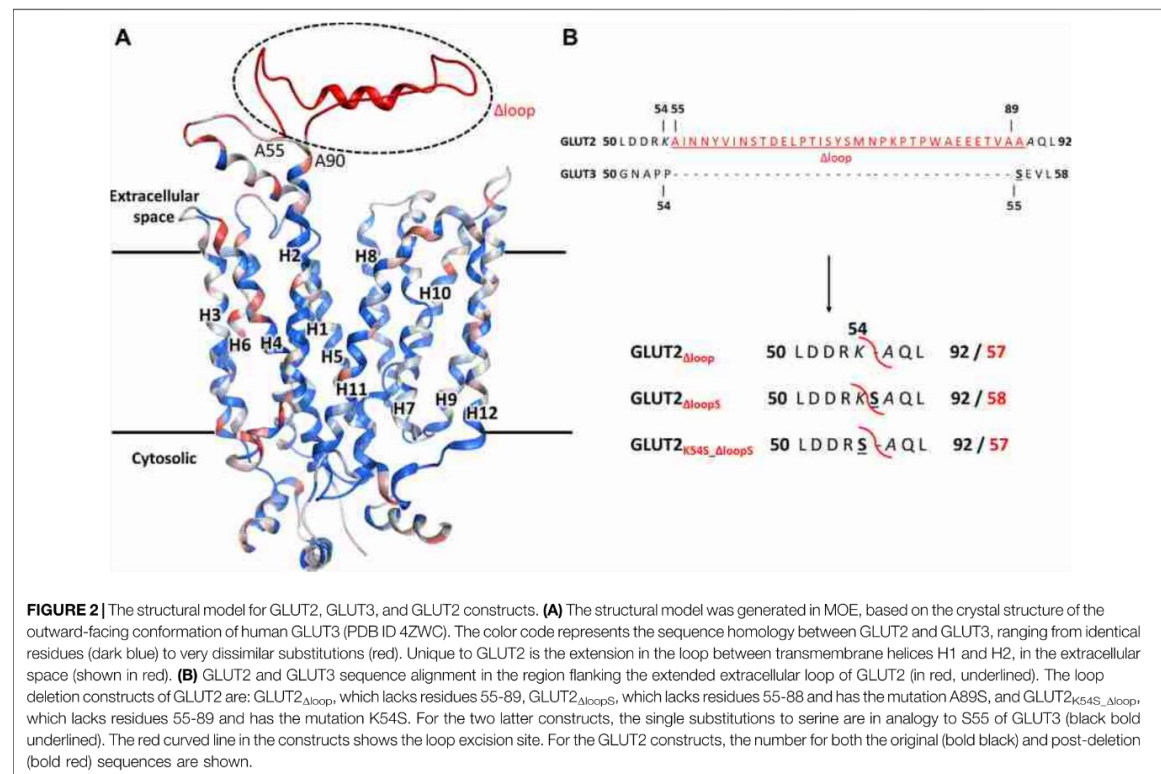 A
B
Δloop
A55
A90
Extracellular
space
H2
H8
H10
H3
H1
H6
H4
H5
H11
H7
H9
H12
Cytosolic
54 55
89
GLUT2 50 L D D R K A I N N Y V I N S T D E L P T I S Y S M N P K P T P W A E E E T V A A A Q L 92
Δloop
GLUT3 50 G N A P P - - - - - - - - - - - - - - - - - - - - - - - - - - - - - - - - - - - S E V L 58
54
55
54
GLUT2Δloop 50 L D D R K - A Q L 92 / 57
GLUT2ΔloopS 50 L D D R K S A Q L 92 / 58
GLUT2K54S_ΔloopS 50 L D D R S - A Q L 92 / 57
FIGURE 2 | The structural model for GLUT2, GLUT3, and GLUT2 constructs. (A) The structural model was generated in MOE, based on the crystal structure of the
outward-facing conformation of human GLUT3 (PDB ID 4ZWC). The color code represents the sequence homology between GLUT2 and GLUT3, ranging from identical
residues (dark blue) to very dissimilar substitutions (red). Unique to GLUT2 is the extension in the loop between transmembrane helices H1 and H2, in the extracellular
space (shown in red). (B) GLUT2 and GLUT3 sequence alignment in the region flanking the extended extracellular loop of GLUT2 (in red, underlined). The loop
deletion constructs of GLUT2 are: GLUT2Δloop, which lacks residues 55-89, GLUT2ΔloopS, which lacks residues 55-88 and has the mutation A89S, and GLUT2K54S_Δloop,
which lacks residues 55-89 and has the mutation K54S. For the two latter constructs, the single substitutions to serine are in analogy to S55 of GLUT3 (black bold
underlined). The red curved line in the constructs shows the loop excision site. For the GLUT2 constructs, the number for both the original (bold black) and post-deletion
(bold red) sequences are shown.